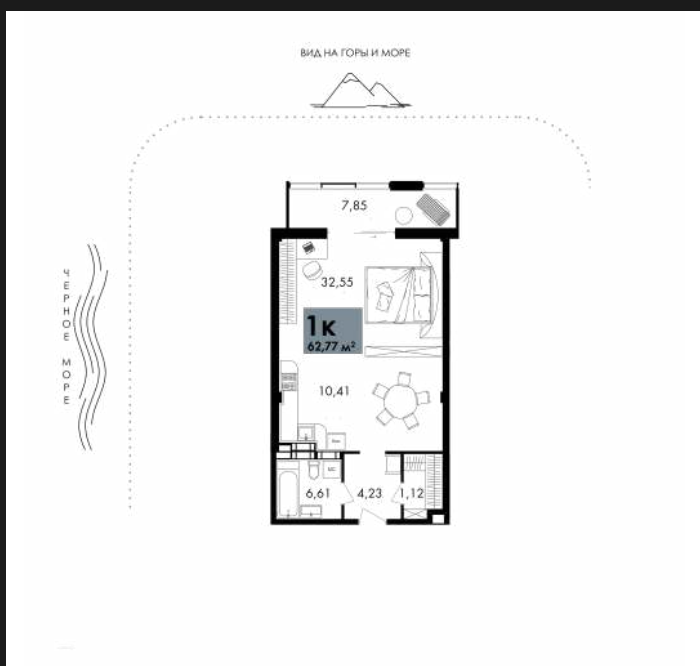 ВИД НА ГОРЫ И МОРЕ
7,85
32,55
1К
62,77 м²
ЧЕРНОЕ МОРЕ
10,41
6,61
4,23
1,12